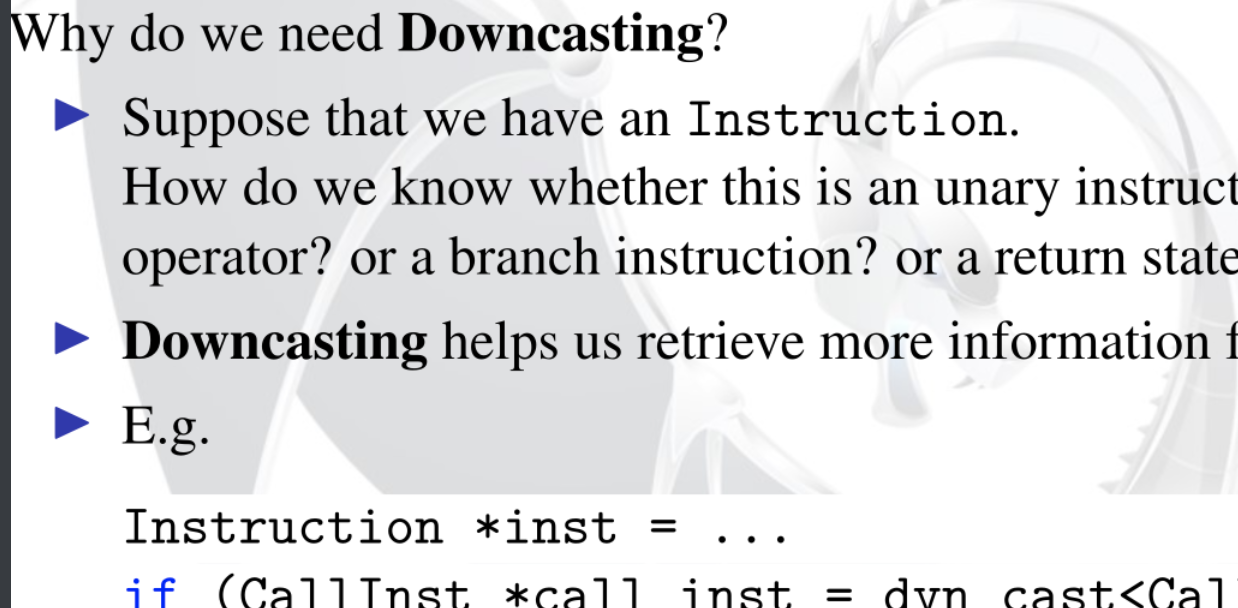 Why do we need Downcasting?
Suppose that we have an Instruction.
How do we know whether this is an unary instruct
operator? or a branch instruction? or a return state
Downcasting helps us retrieve more information f
E.g.
Instruction *inst = ...
if (CallInst *call_inst = dyn_cast<Cal